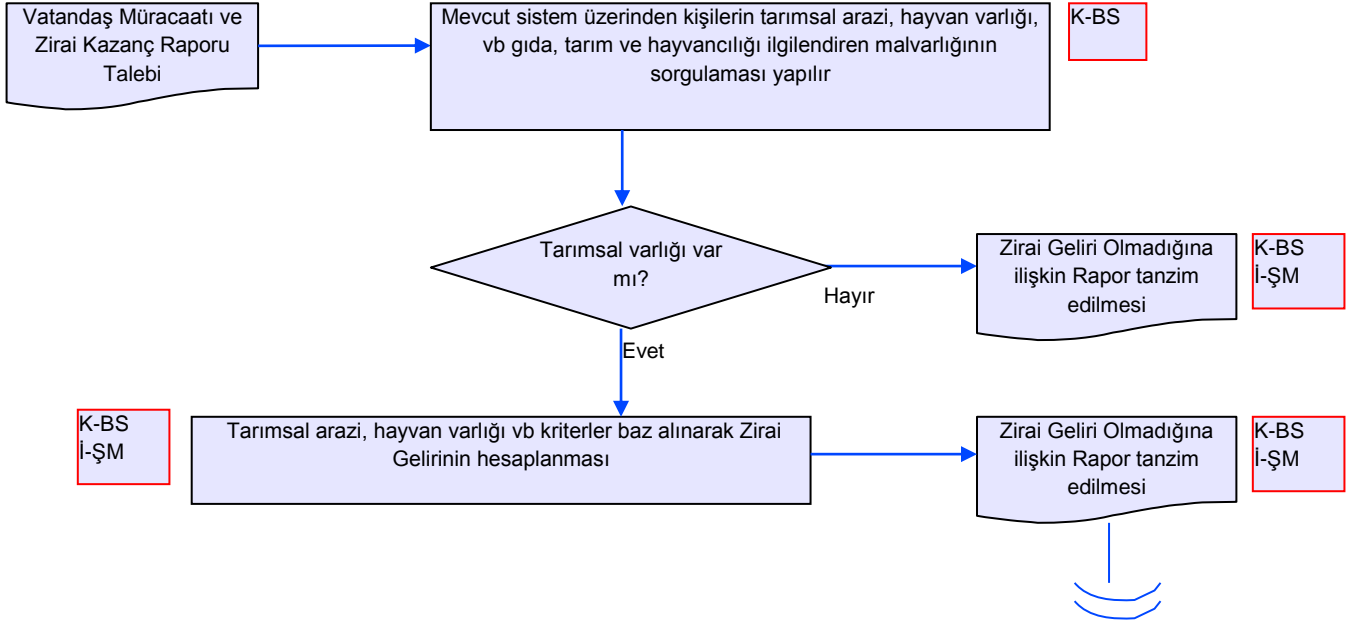 Vatandaş Müracaatı ve
Zirai Kazanç Raporu
Talebi
Mevcut sistem üzerinden kişilerin tarımsal arazi, hayvan varlığı,
vb gıda, tarım ve hayvancılığı ilgilendiren malvarlığının
sorgulaması yapılır
K-BS
Tarımsal varlığı var
mı?
Hayır
Zirai Geliri Olmadığına
ilişkin Rapor tanzim
edilmesi
K-BS
İ-ŞM
Evet
K-BS
İ-ŞM
Tarımsal arazi, hayvan varlığı vb kriterler baz alınarak Zirai
Gelirinin hesaplanması
Zirai Geliri Olmadığına
ilişkin Rapor tanzim
edilmesi
K-BS
İ-ŞM